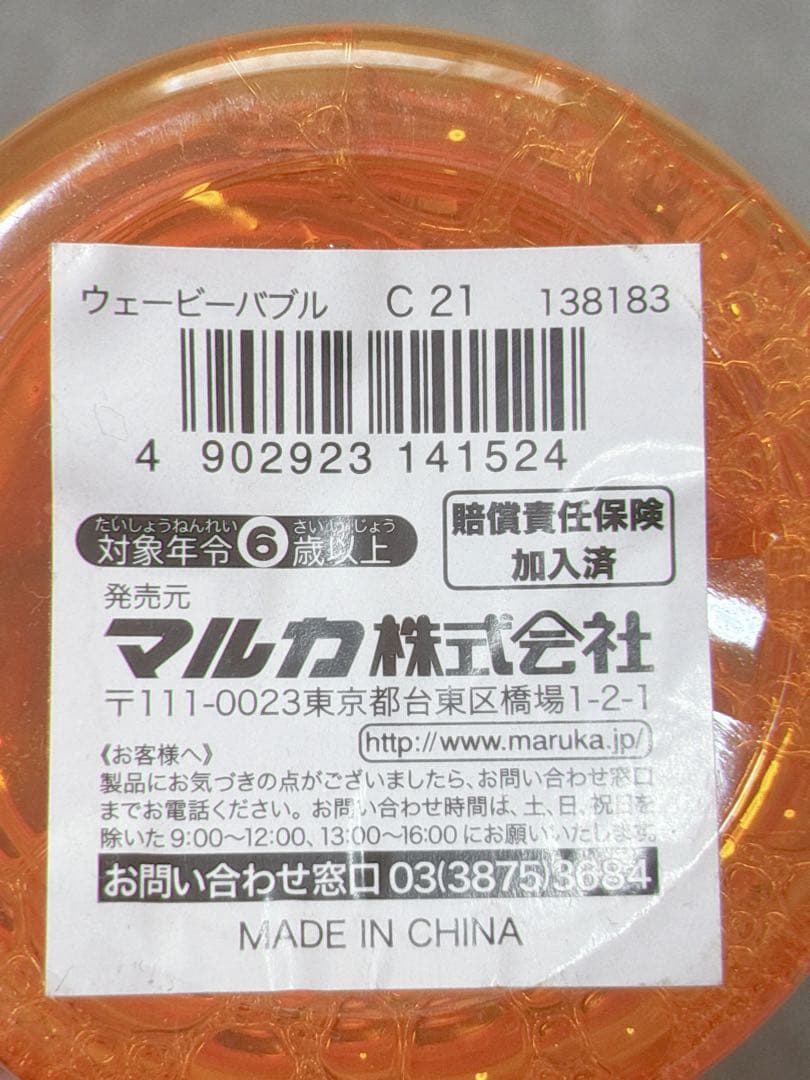 ウェービーバブル C 21 138183
4 902923 141524
たいしょうねんれい さいいじょう
対象年令6歳以上
賠償責任保険
加入済
発売元
マルカ株式会社
〒111-0023東京都台東区橋場1-2-1
http://www.maruka.jp/
《お客様へ》
製品にお気づきの点がございましたら、お問い合わせ窓口
までお電話ください。お問い合わせ時間は、土、日、祝日を
除いた9:00〜12:00、13:00〜16:00にお願いいたします。
お問い合わせ窓口 03(3875)3684
MADE IN CHINA